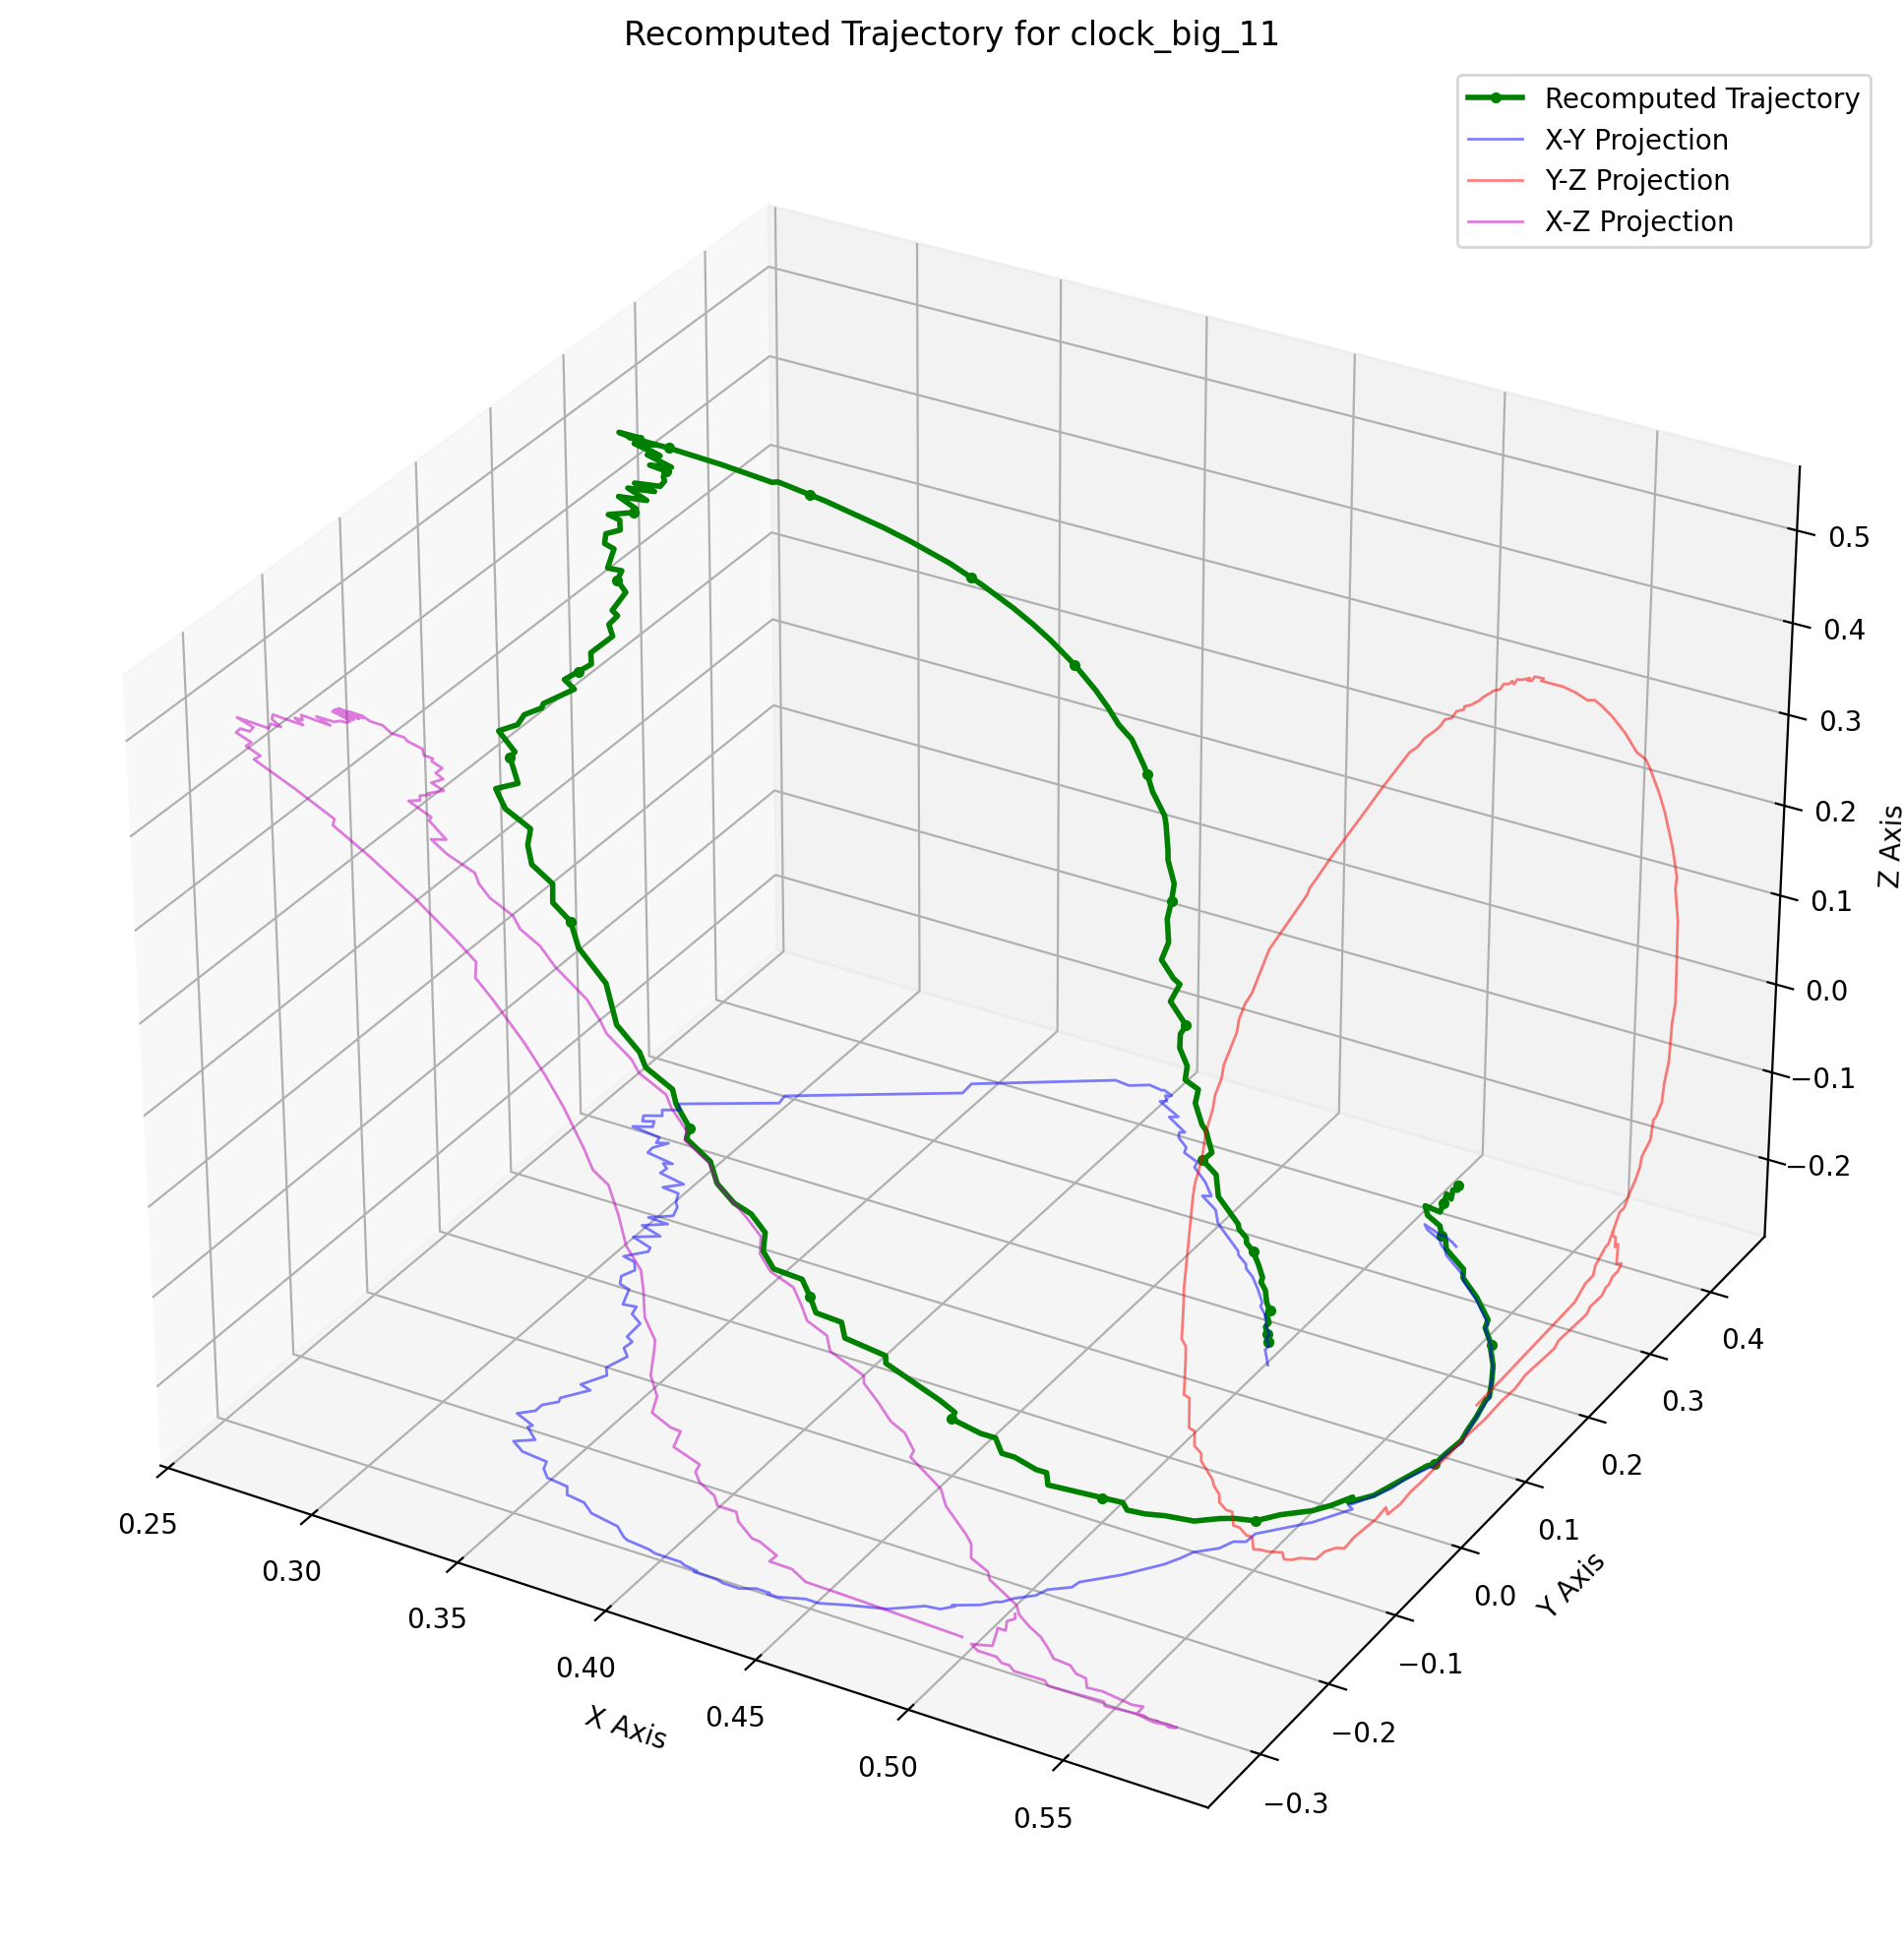 Recomputed Trajectory for clock_big_11
Recomputed Trajectory
X-Y Projection
Y-Z Projection
X-Z Projection
0.5
0.4
0.3
0.2
0.1
0.0
−0.1
−0.2
Z Axis
0.4
0.3
0.2
0.1
0.0
−0.1
−0.2
−0.3
Y Axis
0.25
0.30
0.35
0.40
0.45
0.50
0.55
X Axis